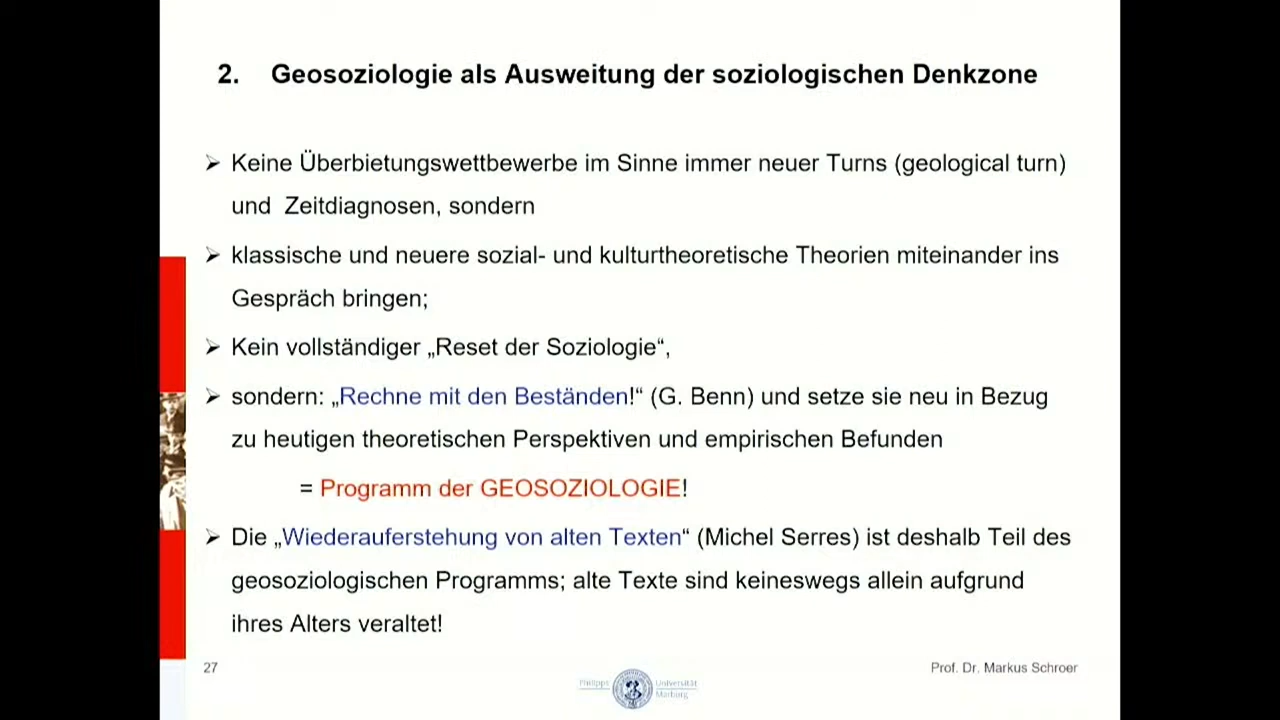 2. Geosoziologie als Ausweitung der soziologischen Denkzone
➢ Keine Überbietungswettbewerbe im Sinne immer neuer Turns (geological turn)
und Zeitdiagnosen, sondern
➢ klassische und neuere sozial- und kulturtheoretische Theorien miteinander ins
Gespräch bringen;
➢ Kein vollständiger „Reset der Soziologie“,
➢ sondern: „Rechne mit den Beständen!“ (G. Benn) und setze sie neu in Bezug
zu heutigen theoretischen Perspektiven und empirischen Befunden
= Programm der GEOSOZIOLOGIE!
➢ Die „Wiederauferstehung von alten Texten“ (Michel Serres) ist deshalb Teil des
geosoziologischen Programms; alte Texte sind keineswegs allein aufgrund
ihres Alters veraltet!
27
Prof. Dr. Markus Schroer
Philipps Universität
Marburg